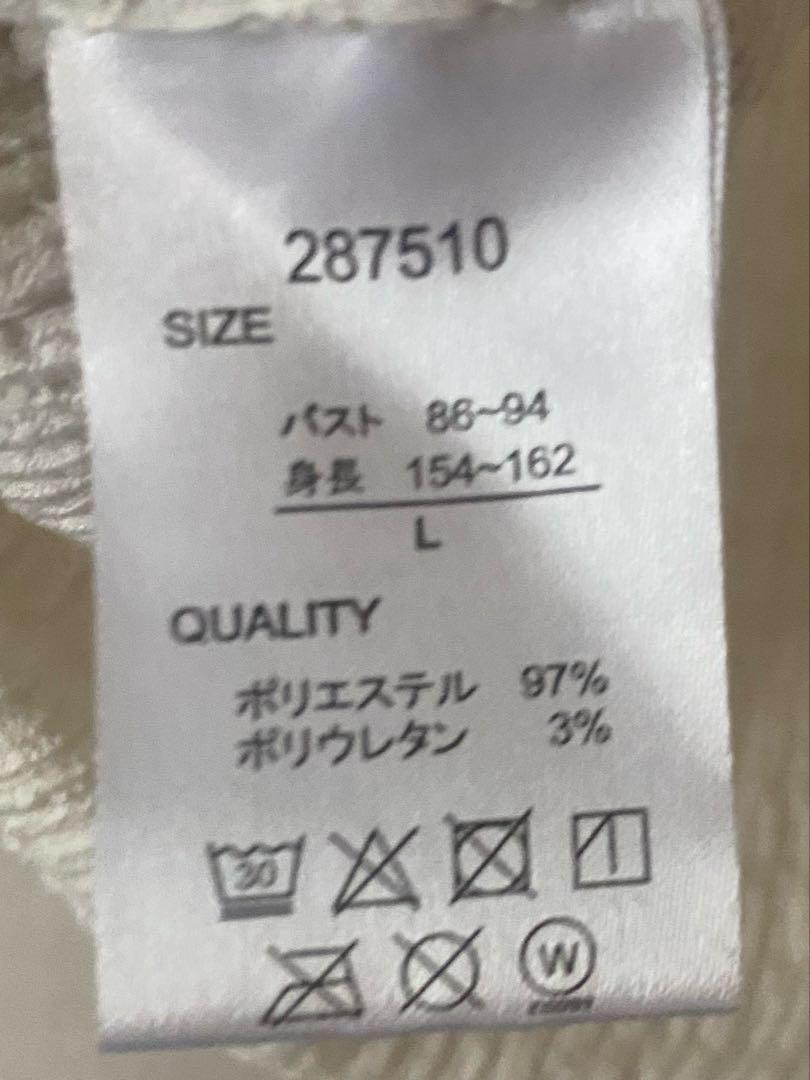 287510
SIZE
バスト 86~94
身長 154~162
L
QUALITY
ポリエステル 97%
ポリウレタン 3%
30
W